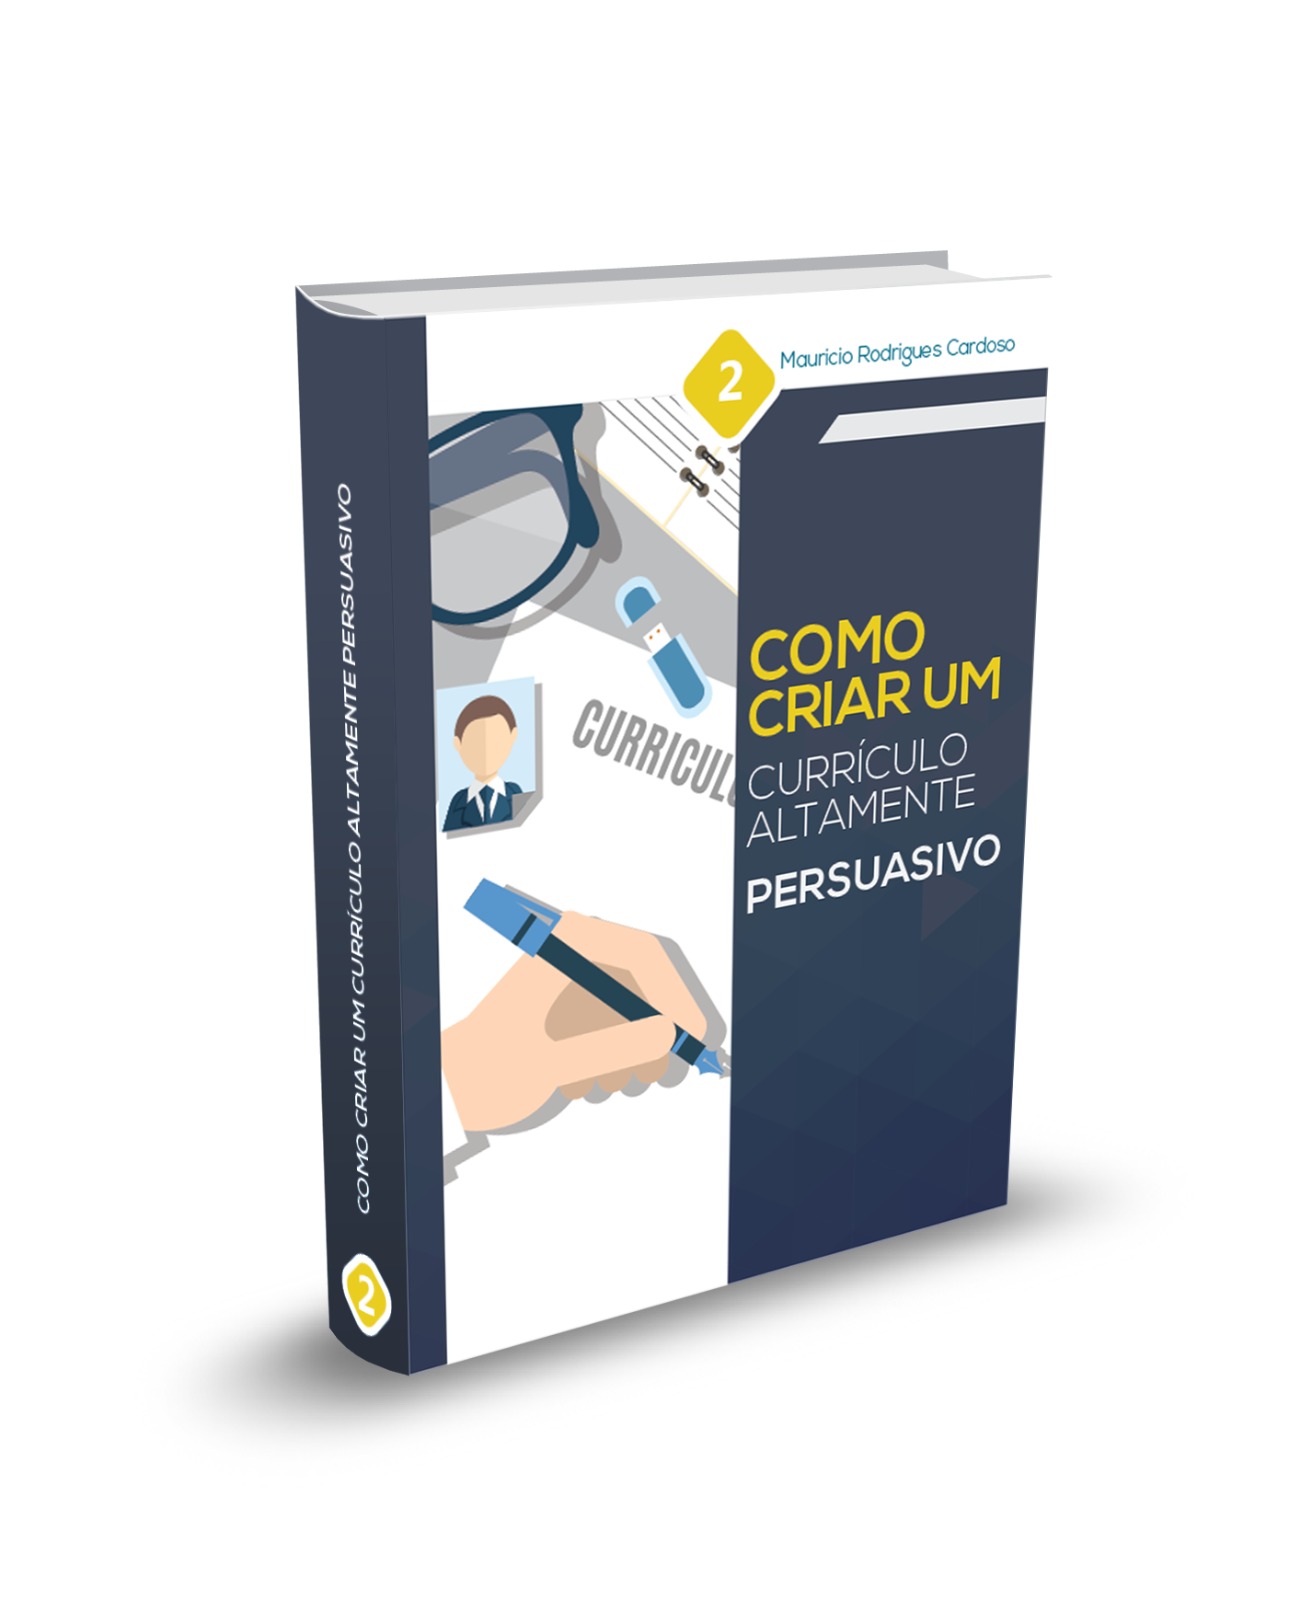 2
Mauricio Rodrigues Cardoso
COMO
CRIAR UM
CURRÍCULO
ALTAMENTE
PERSUASIVO
CURRICULO
COMO CRIAR UM CURRÍCULO ALTAMENTE PERSUASIVO
2